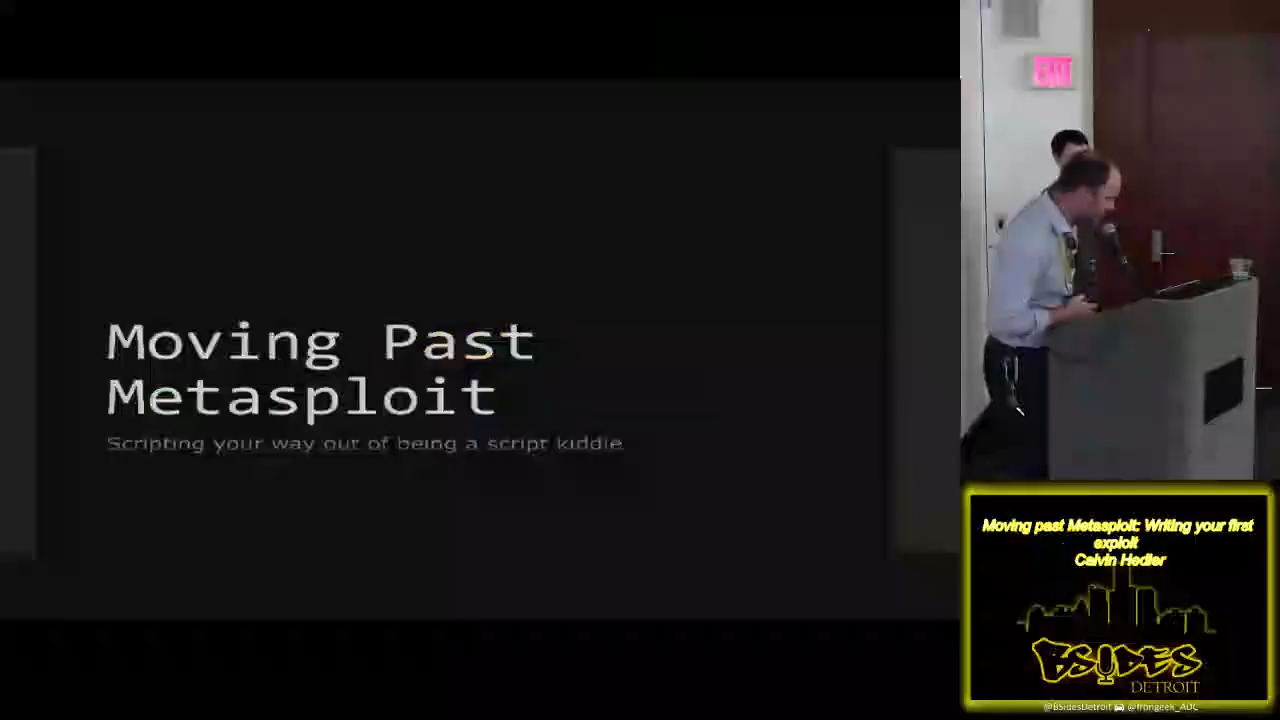 Moving Past
Metasploit
Scripting your way out of being a script kiddie
EXIT
Moving past Metasploit: Writing your first
exploit
Calvin Hedler
BSIDES
DETROIT
@BSidesDetroit @frongeek_ADC